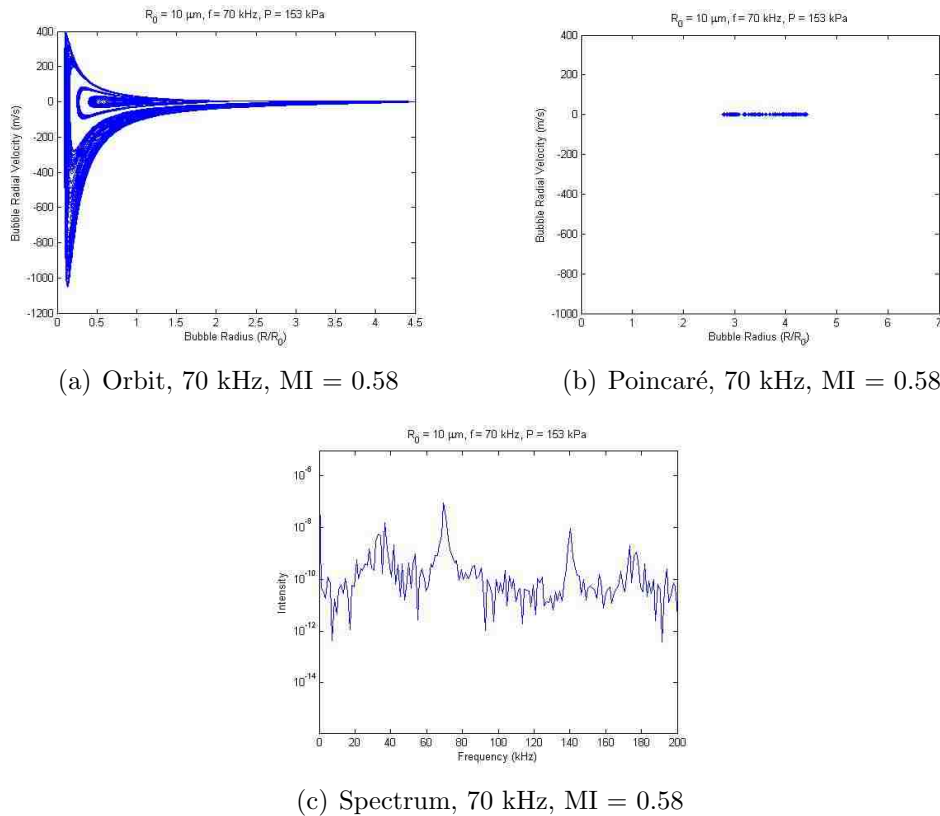 R0 = 10 μm, f = 70 kHz, P = 153 kPa
400
200
0
-200
-400
-600
-800
-1000
-1200
Bubble Radial Velocity (m/s)
0 0.5 1 1.5 2 2.5 3 3.5 4 4.5
Bubble Radius (R/R0)
(a) Orbit, 70 kHz, MI = 0.58
R0 = 10 μm, f = 70 kHz, P = 153 kPa
400
200
0
-200
-400
-600
-800
-1000
Bubble Radial Velocity (m/s)
0 1 2 3 4 5 6 7
Bubble Radius (R/R0)
(b) Poincaré, 70 kHz, MI = 0.58
R0 = 10 μm, f = 70 kHz, P = 153 kPa
10^-6
10^-8
10^-10
10^-12
10^-14
Intensity
0 20 40 60 80 100 120 140 160 180 200
Frequency (kHz)
(c) Spectrum, 70 kHz, MI = 0.58